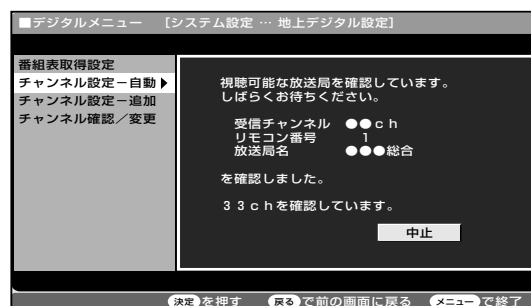 ■デジタルメニュー　[システム設定 … 地上デジタル設定]
番組表取得設定
チャンネル設定－自動▶
チャンネル設定－追加
チャンネル確認／変更
視聴可能な放送局を確認しています。
しばらくお待ちください。
受信チャンネル　●●ｃｈ
リモコン番号　　1
放送局名　　●●●総合
を確認しました。
３３ｃｈを確認しています。
中止
決定を押す　戻るで前の画面に戻る　メニューで終了